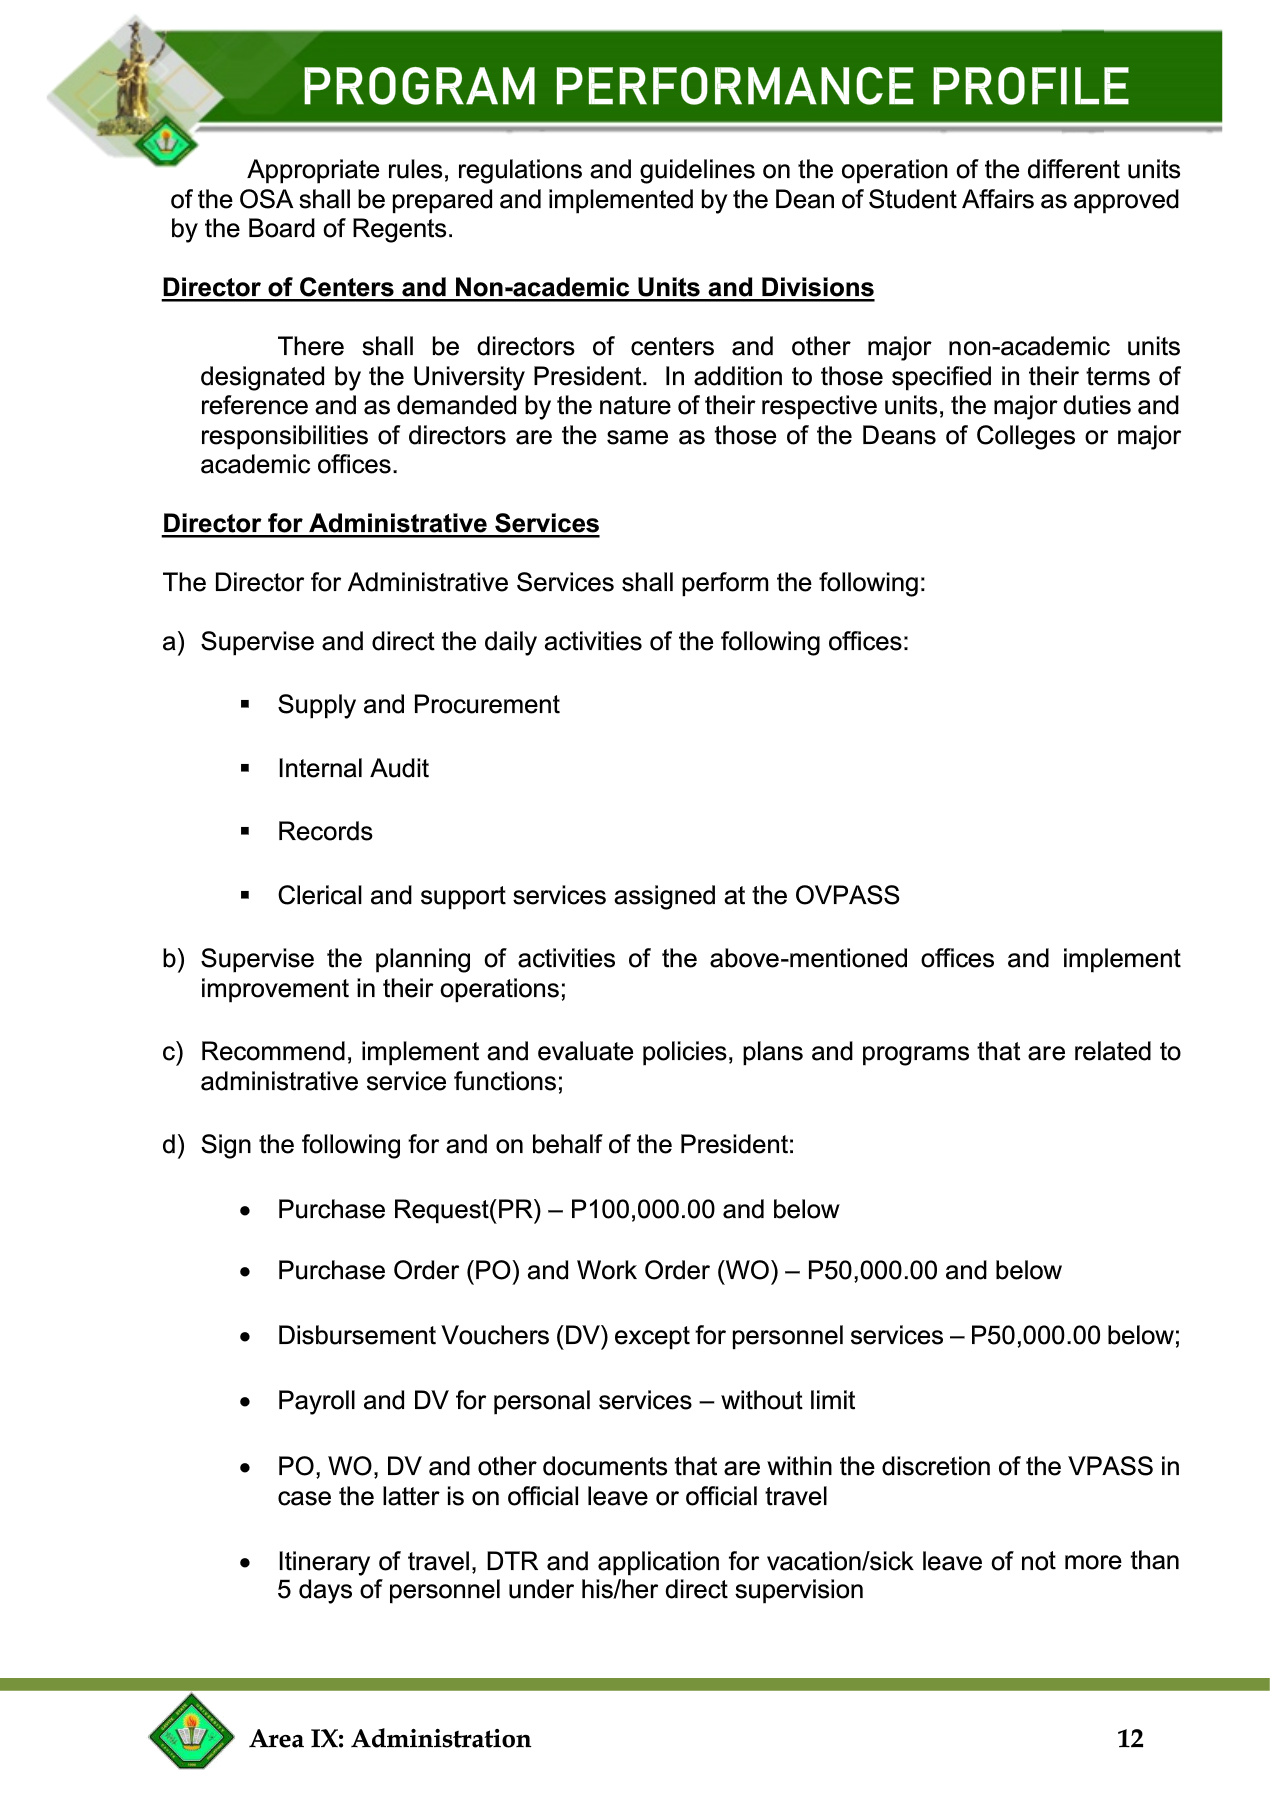 PROGRAM PERFORMANCE PROFILE
Appropriate rules, regulations and guidelines on the operation of the different units
of the OSA shall be prepared and implemented by the Dean of Student Affairs as approved
by the Board of Regents.
Director of Centers and Non-academic Units and Divisions
There shall be directors of centers and other major non-academic units
designated by the University President. In addition to those specified in their terms of
reference and as demanded by the nature of their respective units, the major duties and
responsibilities of directors are the same as those of the Deans of Colleges or major
academic offices.
Director for Administrative Services
The Director for Administrative Services shall perform the following:
a) Supervise and direct the daily activities of the following offices:
▪ Supply and Procurement
▪ Internal Audit
▪ Records
▪ Clerical and support services assigned at the OVPASS
b) Supervise the planning of activities of the above-mentioned offices and implement
improvement in their operations;
c) Recommend, implement and evaluate policies, plans and programs that are related to
administrative service functions;
d) Sign the following for and on behalf of the President:
• Purchase Request(PR) – P100,000.00 and below
• Purchase Order (PO) and Work Order (WO) – P50,000.00 and below
• Disbursement Vouchers (DV) except for personnel services – P50,000.00 below;
• Payroll and DV for personal services – without limit
• PO, WO, DV and other documents that are within the discretion of the VPASS in
case the latter is on official leave or official travel
• Itinerary of travel, DTR and application for vacation/sick leave of not more than
5 days of personnel under his/her direct supervision
Area IX: Administration
12